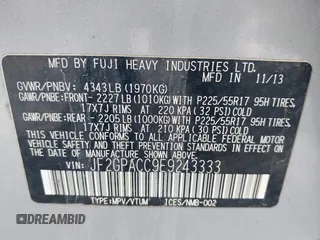 MFD. BY FUJI HEAVY INDUSTRIES LTD.
GVWR/PNBV: 4343LB (1970KG) IN 11/13
GAWR/PNBE:FRONT- 2227LB(1010KG)WITH P225/55R17 95H TIRES,
17X7J RIMS AT 220 KPA (32 PSI) COLD
GAWR/PNBE:REAR - 2205LB(1000KG)WITH P225/55R17 95H TIRES,
17X7J RIMS AT 210 KPA (30 PSI) COLD
THIS VEHICLE CONFORMS TO ALL APPLICABLE FEDERAL MOTOR VEHICLE
SAFETY, BUMPER, AND THEFT PREVENTION STANDARDS
IN EFFECT ON THE DATE OF MANUFACTURE SHOWN ABOVE.
VIN: JF2GPACC9E9243333
TYPE:MPV/VTUM ICES/NMB-002